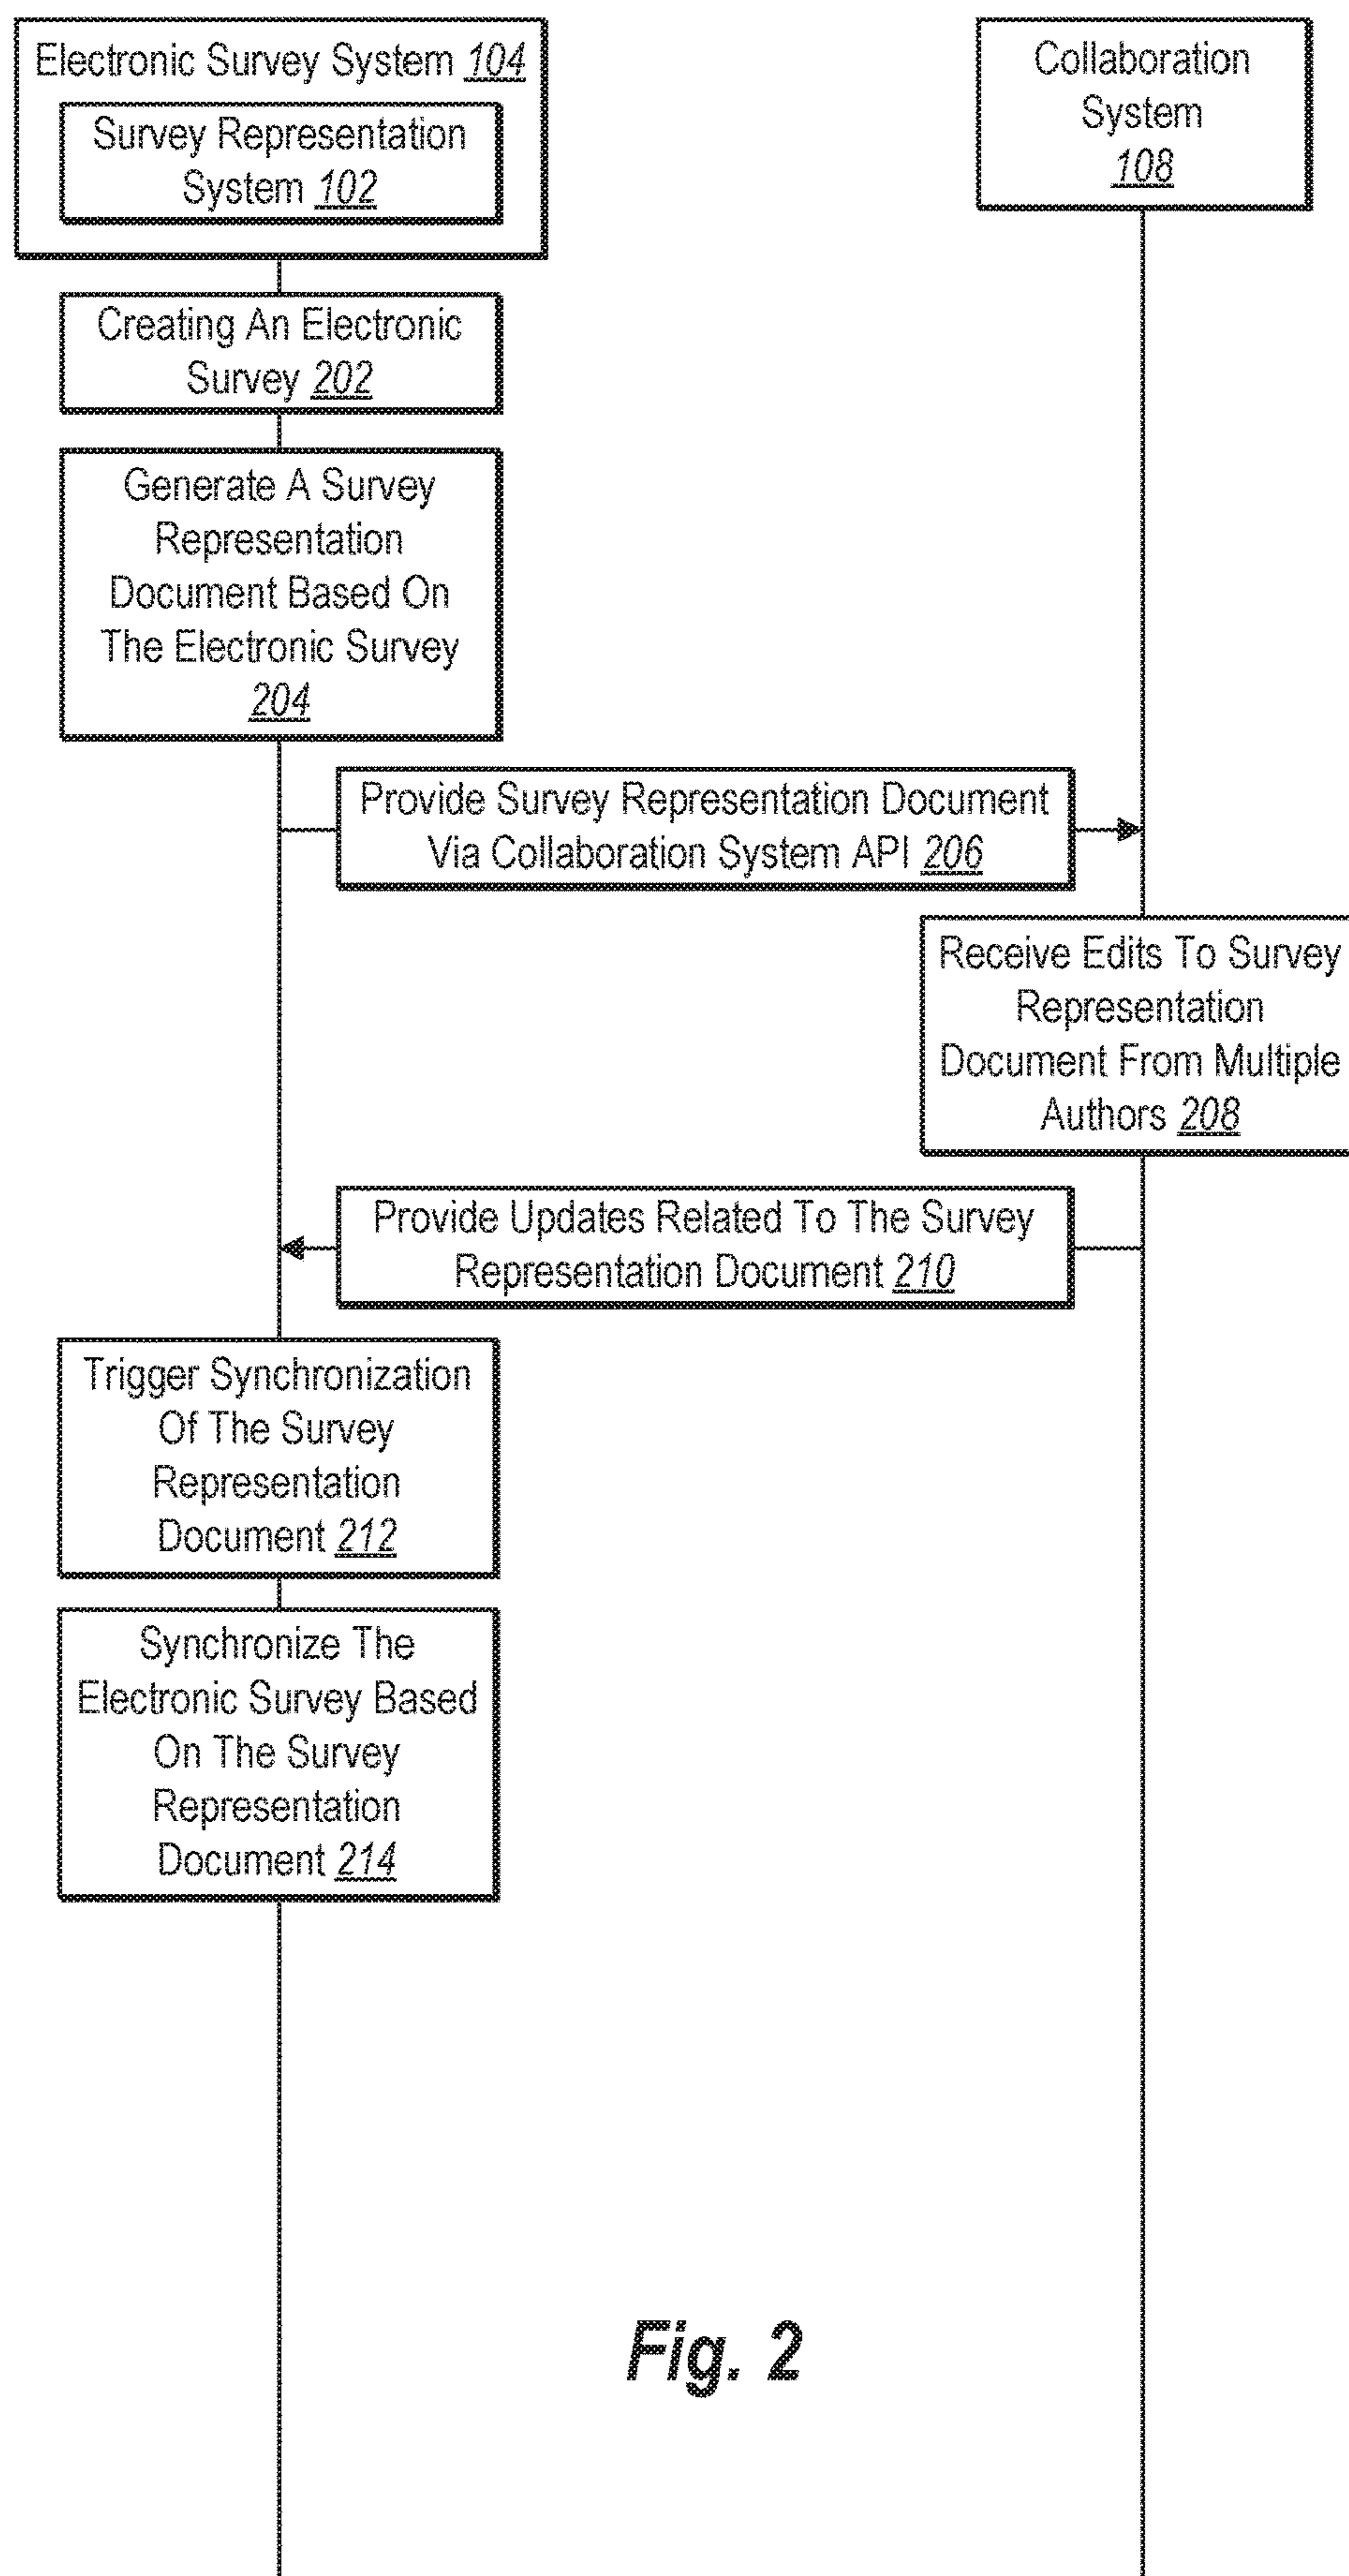 Electronic Survey System 104
Survey Representation
System 102
Collaboration
System
108
Creating An Electronic
Survey 202
Generate A Survey
Representation
Document Based On
The Electronic Survey
204
Provide Survey Representation Document
Via Collaboration System API 206
Receive Edits To Survey
Representation
Document From Multiple
Authors 208
Provide Updates Related To The Survey
Representation Document 210
Trigger Synchronization
Of The Survey
Representation
Document 212
Synchronize The
Electronic Survey Based
On The Survey
Representation
Document 214
Fig. 2